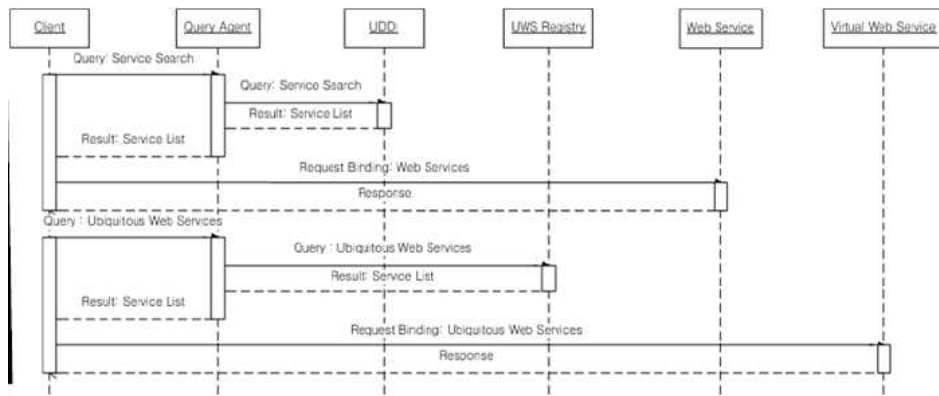 Client
Query Agent
UDDI
UWS Registry
Web Service
Virtual Web Service
Query: Service Search
Query: Service Search
Result: Service List
Result: Service List
Request Binding: Web Services
Response
Query : Ubiquitous Web Services
Query : Ubiquitous Web Services
Result: Service List
Result: Service List
Request Binding: Ubiquitous Web Services
Response